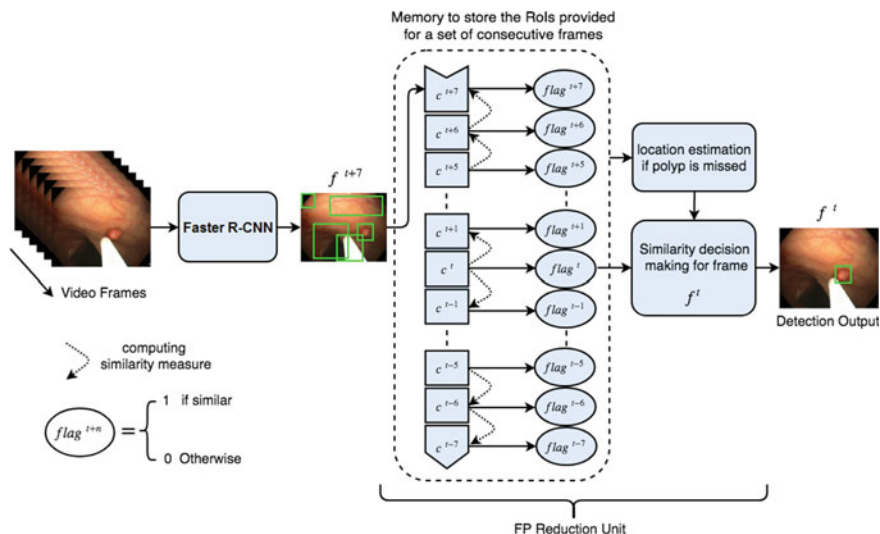 Memory to store the RoIs provided
for a set of consecutive frames
c t+7
flag t+7
c t+6
flag t+6
c t+5
flag t+5
location estimation
if polyp is missed
f t+7
Faster R-CNN
c t+1
flag t+1
f t
Similarity decision
making for frame
f t
c t
flag t
Video Frames
c t-1
flag t-1
Detection Output
computing
similarity measure
c t-5
flag t-5
c t-6
flag t-6
c t-7
flag t-7
flag t+n = 1 if similar
0 Otherwise
FP Reduction Unit